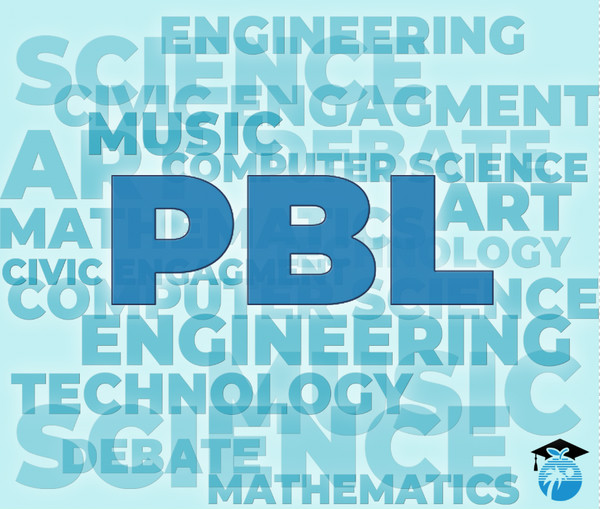 ENGINEERING
SCIENCE
CIVIC ENGAGMENT
MUSIC
ART DEBATE
COMPUTER SCIENCE
PBL
ART
MATHEMATICS
TECHNOLOGY
CIVIC ENGAGMENT
COMPUTER SCIENCE
ENGINEERING
MUSIC
TECHNOLOGY
SCIENCE
DEBATE
MATHEMATICS